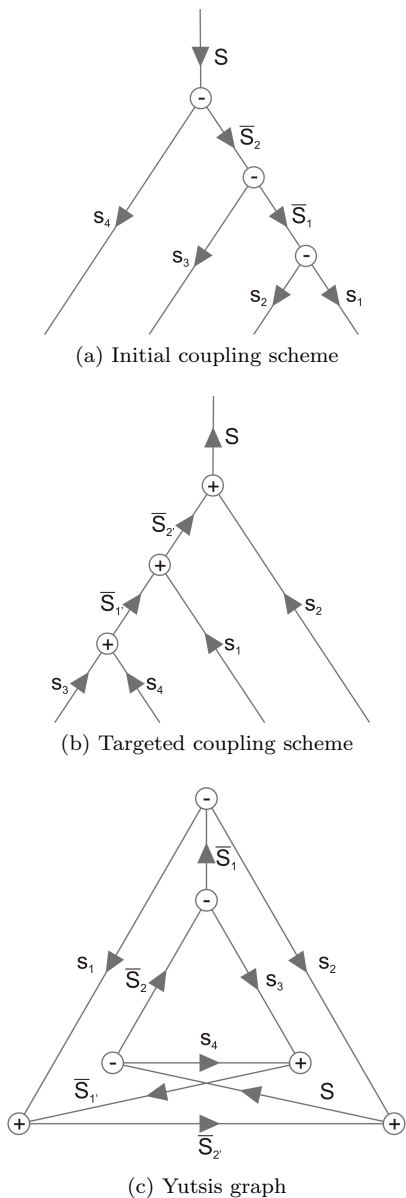 S
-
S̅₂
-
s₄
S̅₁
s₃
-
s₂ s₁
(a) Initial coupling scheme
S
+
S̅₂'
+
S̅₁' s₂
+ s₁
s₃ s₄
(b) Targeted coupling scheme
-
S̅₁
-
s₁ s₂
S̅₂ s₃
s₄
- +
S̅₁' S
+ +
S̅₂'
(c) Yutsis graph